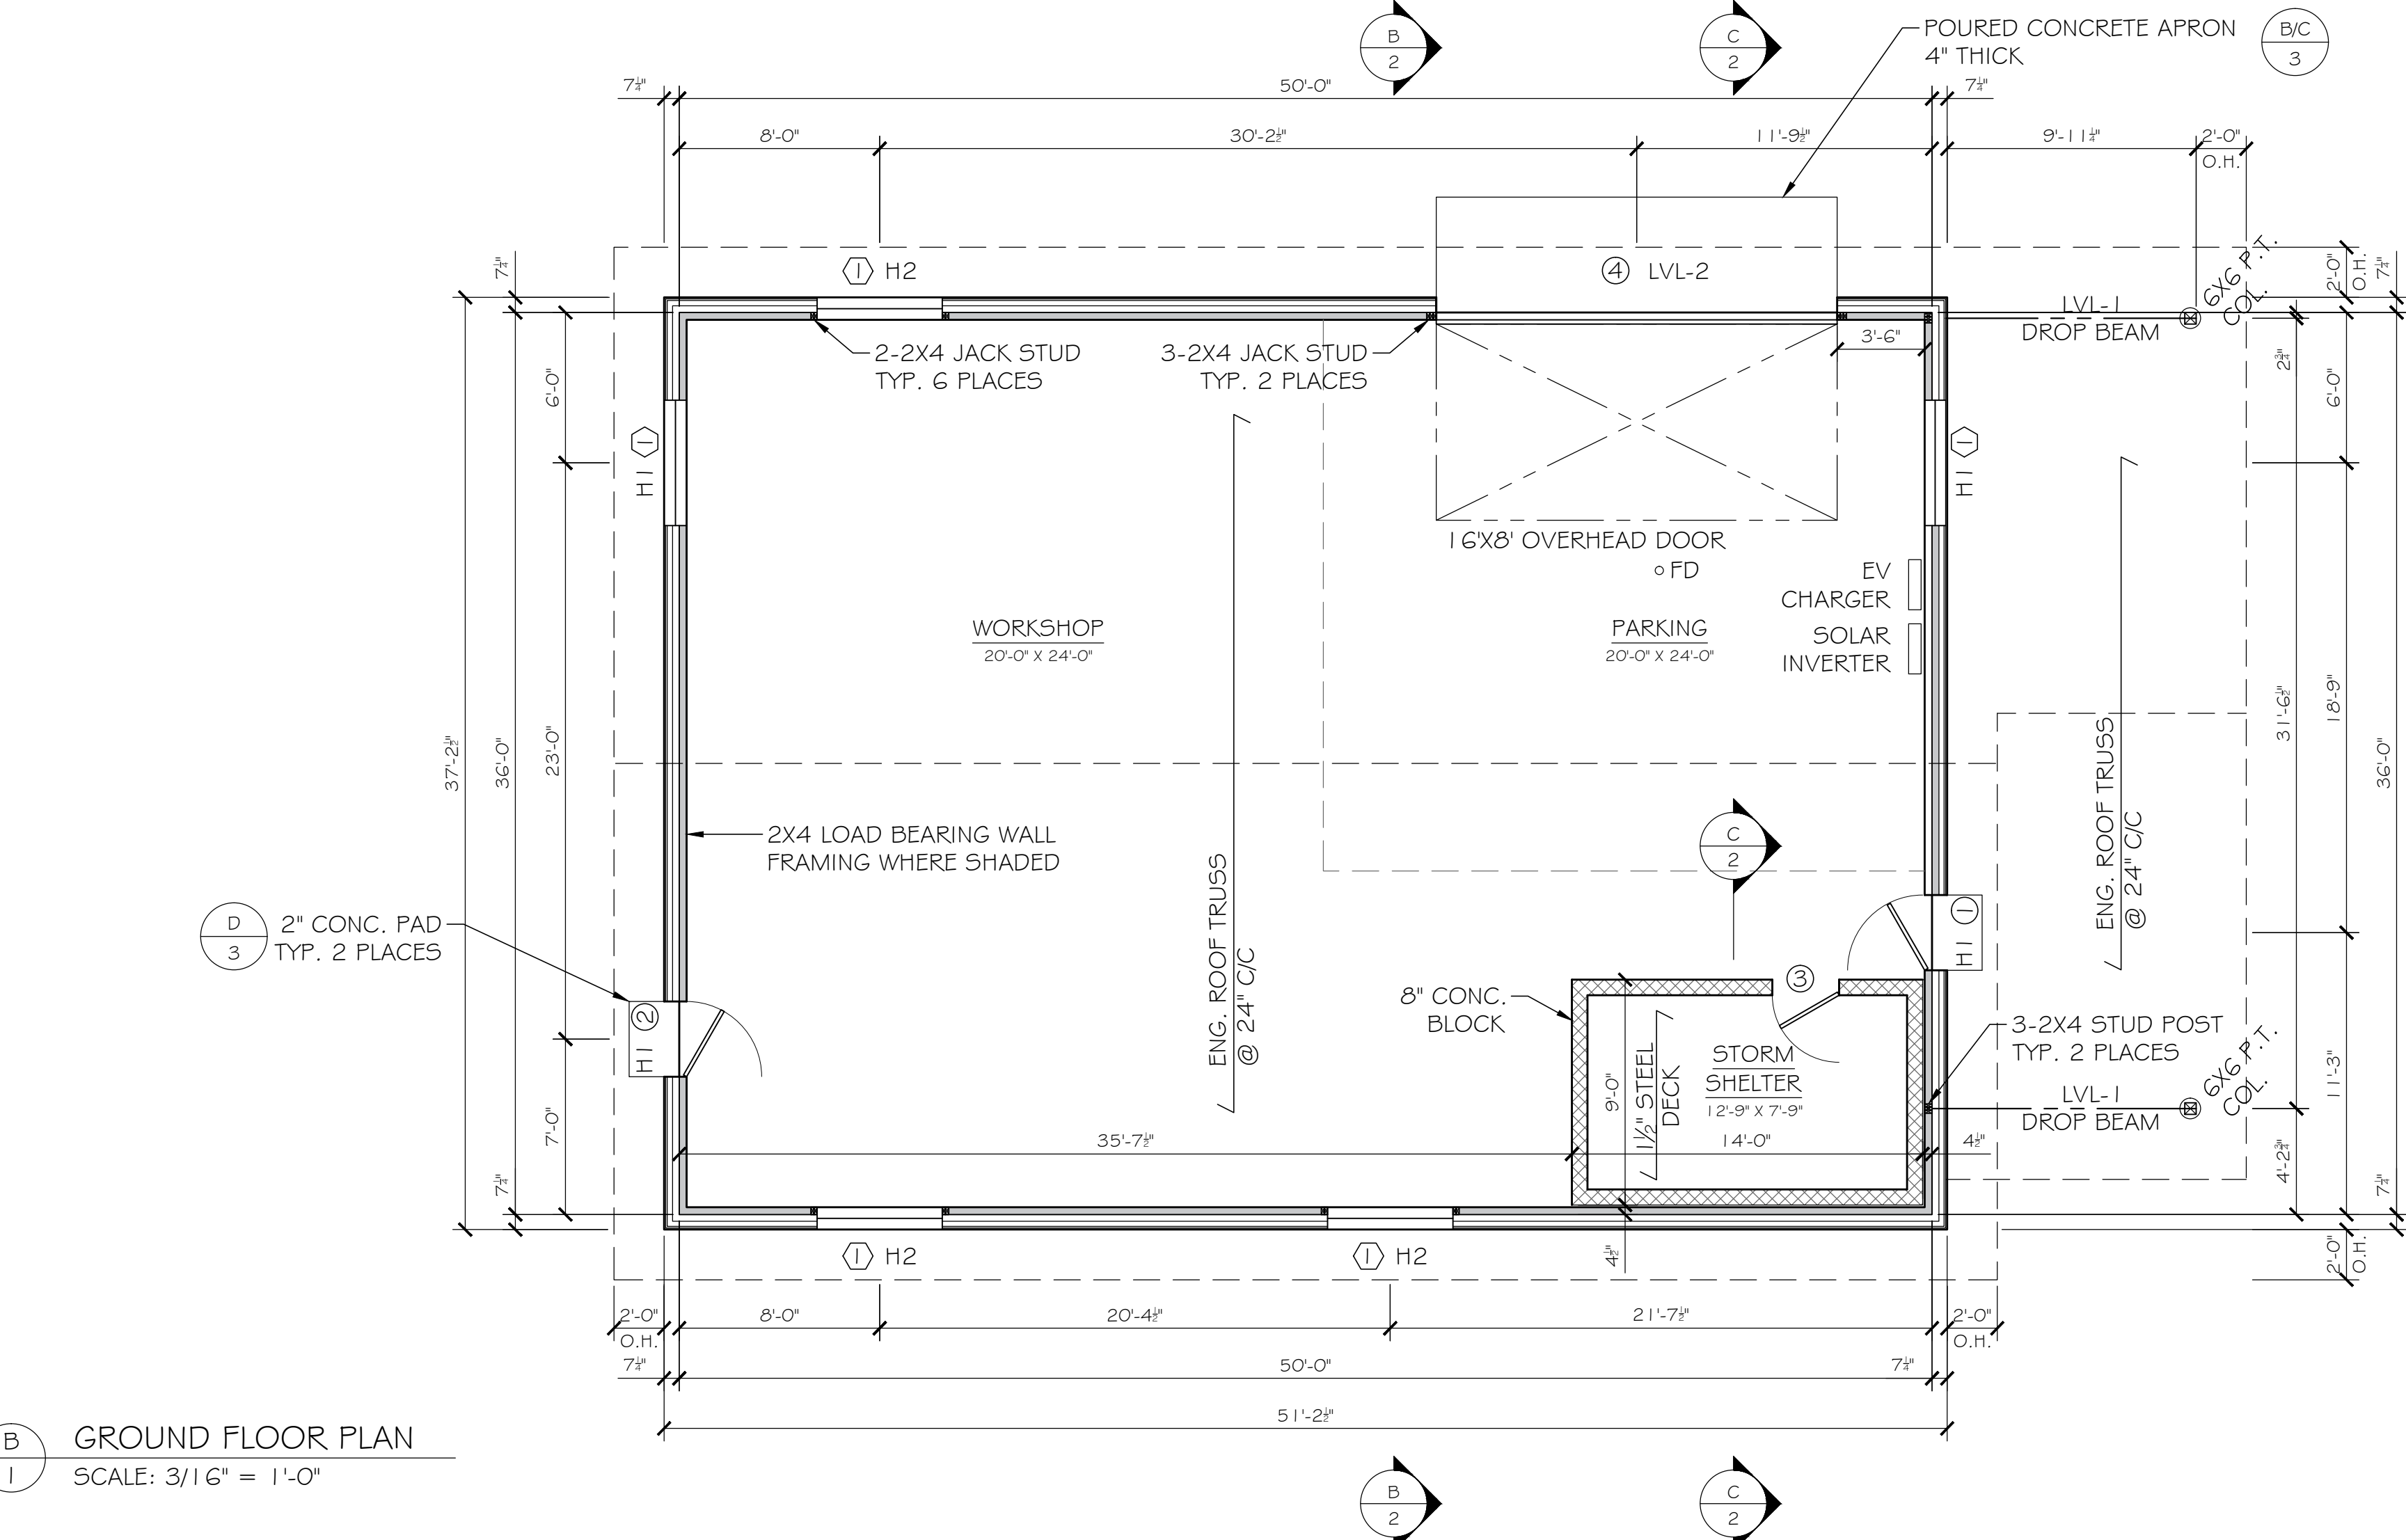 B
2
C
2
POURED CONCRETE APRON
4" THICK
B/C
3
7¼"
50'-0"
7¼"
8'-0"
30'-2½"
11'-9½"
9'-11¼"
2'-0"
O.H.
1 H2
4 LVL-2
7¼"
2'-0"
O.H.
7¼"
6X6 P.T.
COL.
LVL-1
DROP BEAM
2-2X4 JACK STUD
TYP. 6 PLACES
3-2X4 JACK STUD
TYP. 2 PLACES
3'-6"
2¾"
6'-0"
6'-0"
H1 1
H1 1
16'X8' OVERHEAD DOOR
FD
EV
CHARGER
WORKSHOP
20'-0" X 24'-0"
PARKING
20'-0" X 24'-0"
SOLAR
INVERTER
37'-2½"
36'-0"
23'-0"
31'-6½"
18'-9"
36'-0"
2X4 LOAD BEARING WALL
FRAMING WHERE SHADED
C
2
ENG. ROOF TRUSS
@ 24" C/C
ENG. ROOF TRUSS
@ 24" C/C
D
3
2" CONC. PAD
TYP. 2 PLACES
H1 1
3
8" CONC.
BLOCK
H1 2
3-2X4 STUD POST
TYP. 2 PLACES
STORM
SHELTER
12'-9" X 7'-9"
9'-0"
1½" STEEL
DECK
6X6 P.T.
COL.
LVL-1
DROP BEAM
11'-3"
7'-0"
35'-7½"
14'-0"
4½"
4'-2¾"
7¼"
7¼"
1 H2
1 H2
4½"
2'-0"
O.H.
2'-0"
O.H.
8'-0"
20'-4½"
21'-7½"
2'-0"
O.H.
7¼"
50'-0"
7¼"
51'-2½"
B
1
GROUND FLOOR PLAN
SCALE: 3/16" = 1'-0"
B
2
C
2